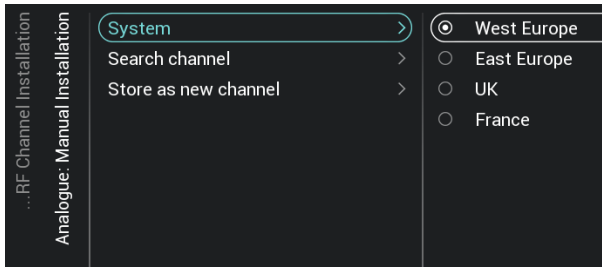 ...RF Channel Installation
Analogue: Manual Installation
System
Search channel
Store as new channel
West Europe
East Europe
UK
France